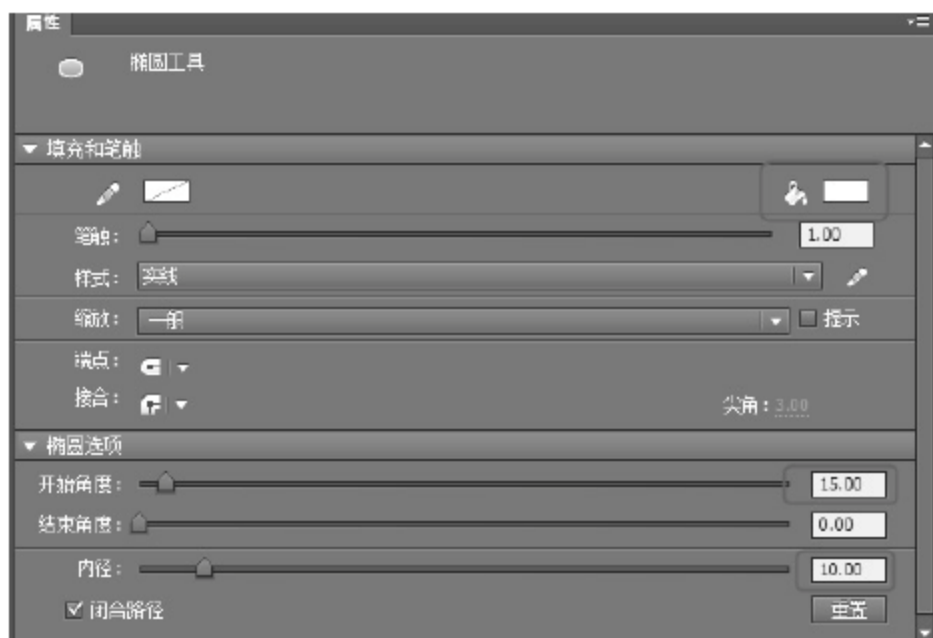 属性
椭圆工具
填充和笔触
笔触： 1.00
样式： 实线
缩放： 一般 提示
端点：
接合： 尖角：3.00
椭圆选项
开始角度： 15.00
结束角度： 0.00
内径： 10.00
闭合路径 重置